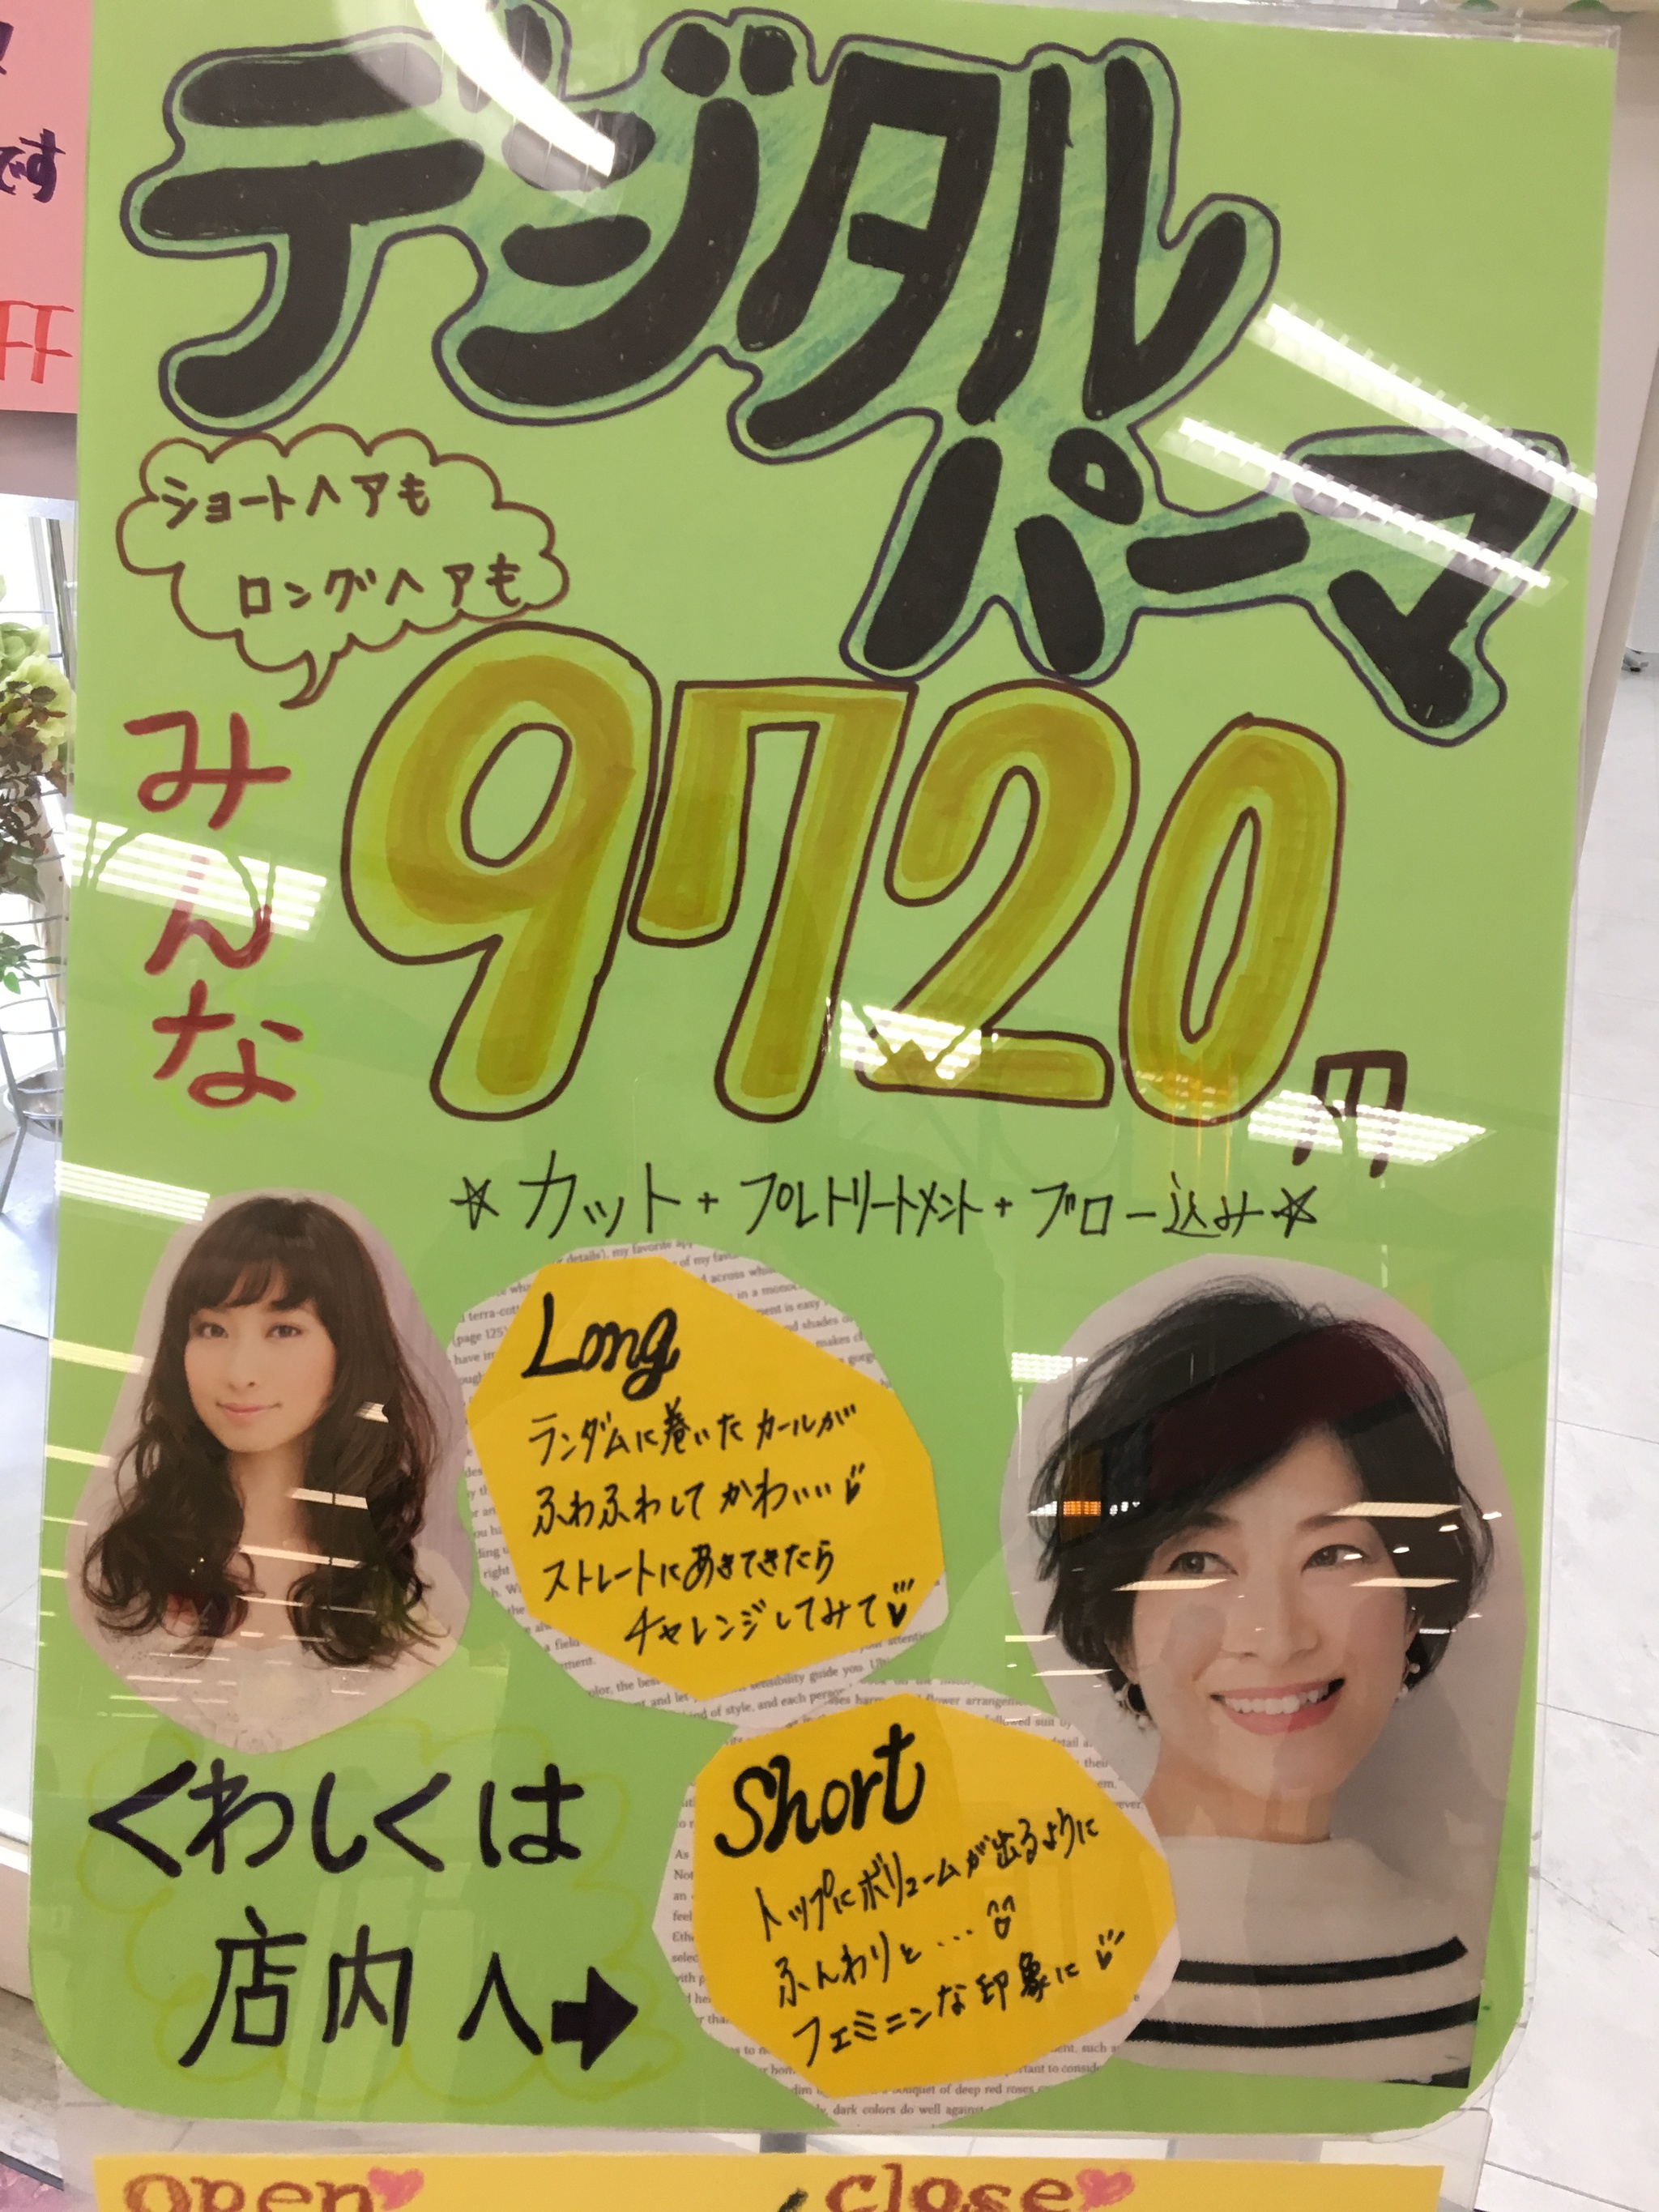 デジタル
パーマ
ショートヘアも
ロングヘアも
みんな
9720円
☆カット+プレトリートメント+ブロー込み☆
Long
ランダムに巻いたカールが
ふわふわしてかわいい♡
ストレートにあきてきたら
チャレンジしてみて♡
Short
トップにボリュームが出るように
ふんわりと…
フェミニンな印象に♡
くわしくは
店内へ➡
です
FF
open
close